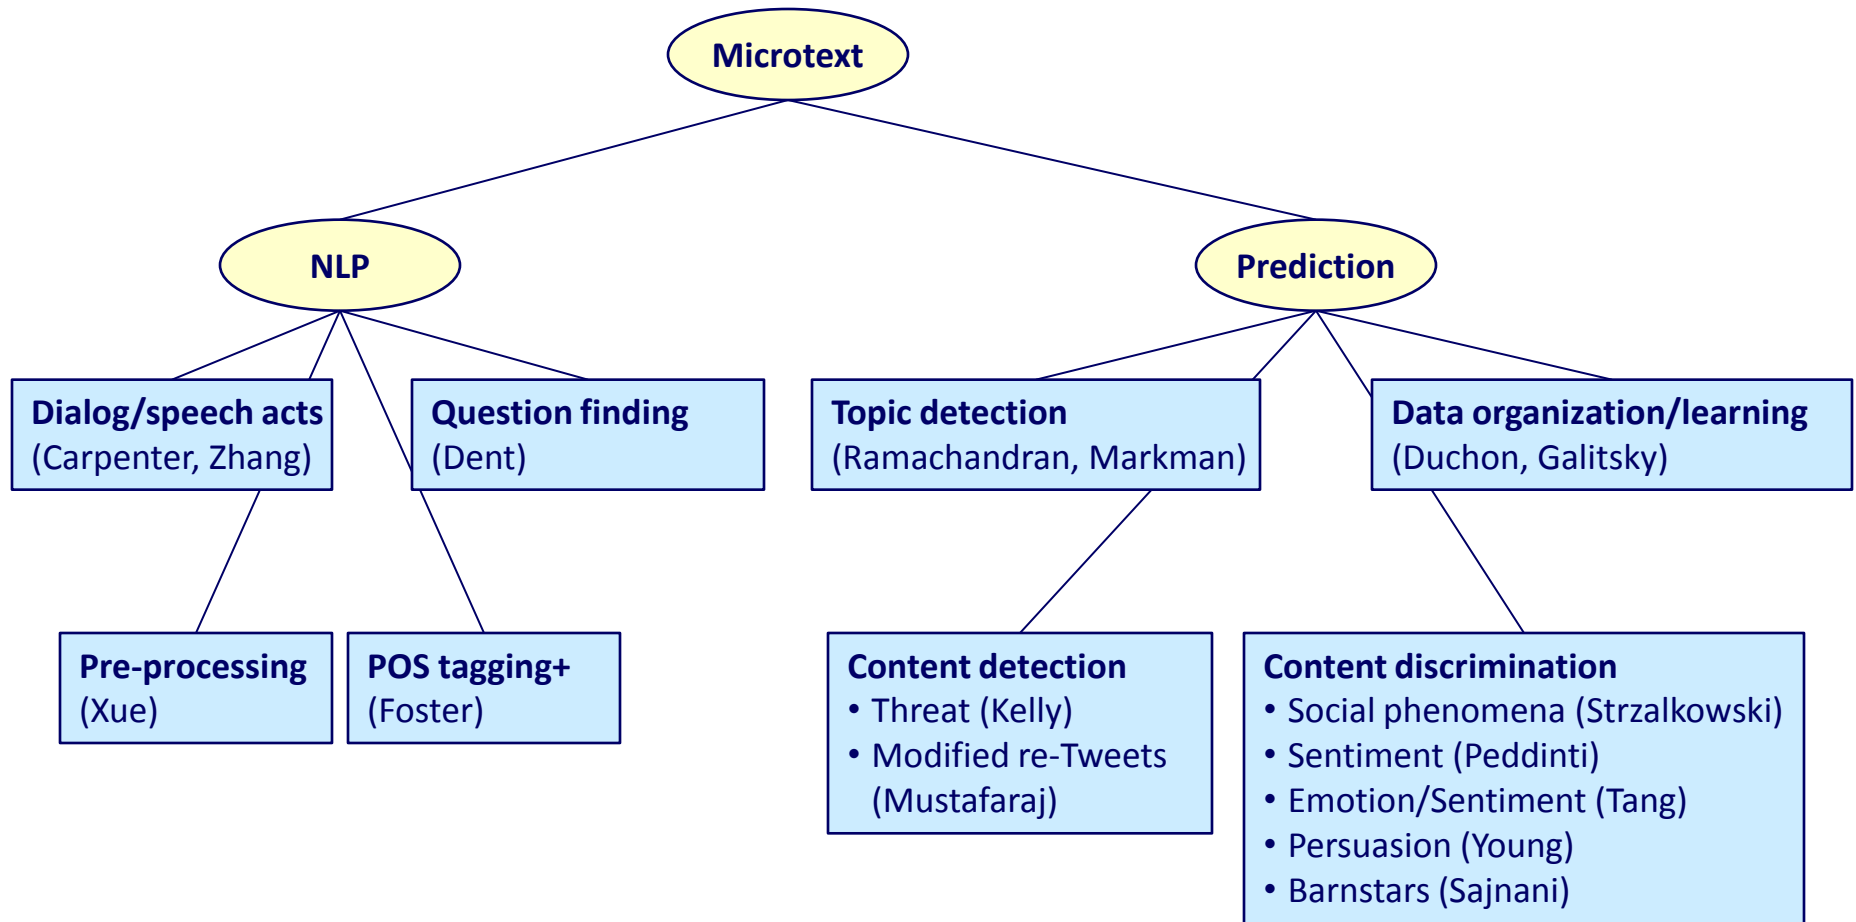 Microtext
NLP
Prediction
Dialog/speech acts
(Carpenter, Zhang)
Question finding
(Dent)
Topic detection
(Ramachandran, Markman)
Data organization/learning
(Duchon, Galitsky)
Pre-processing
(Xue)
POS tagging+
(Foster)
Content detection
• Threat (Kelly)
• Modified re-Tweets
(Mustafaraj)
Content discrimination
• Social phenomena (Strzalkowski)
• Sentiment (Peddinti)
• Emotion/Sentiment (Tang)
• Persuasion (Young)
• Barnstars (Sajnani)